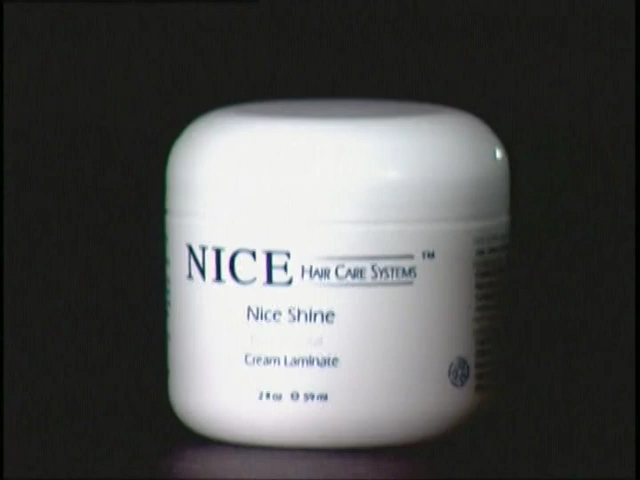 NICE HAIR CARE SYSTEMS™
Nice Shine
Cream Laminate
2 fl oz ℮ 59 ml